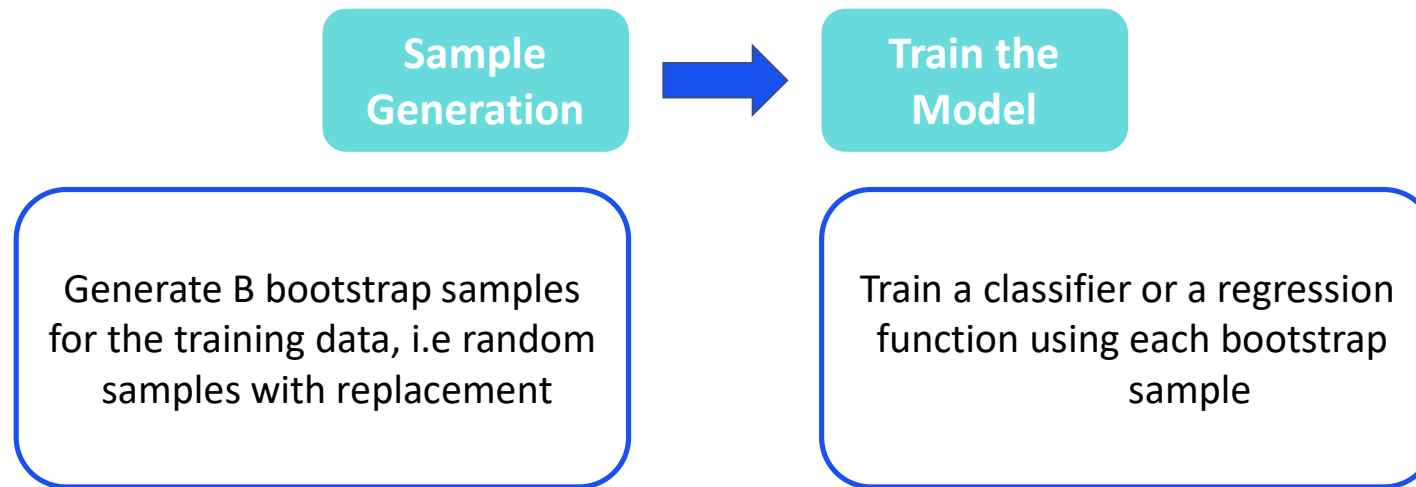 Sample
Generation
Train the
Model
Generate B bootstrap samples
for the training data, i.e random
samples with replacement
Train a classifier or a regression
function using each bootstrap
sample